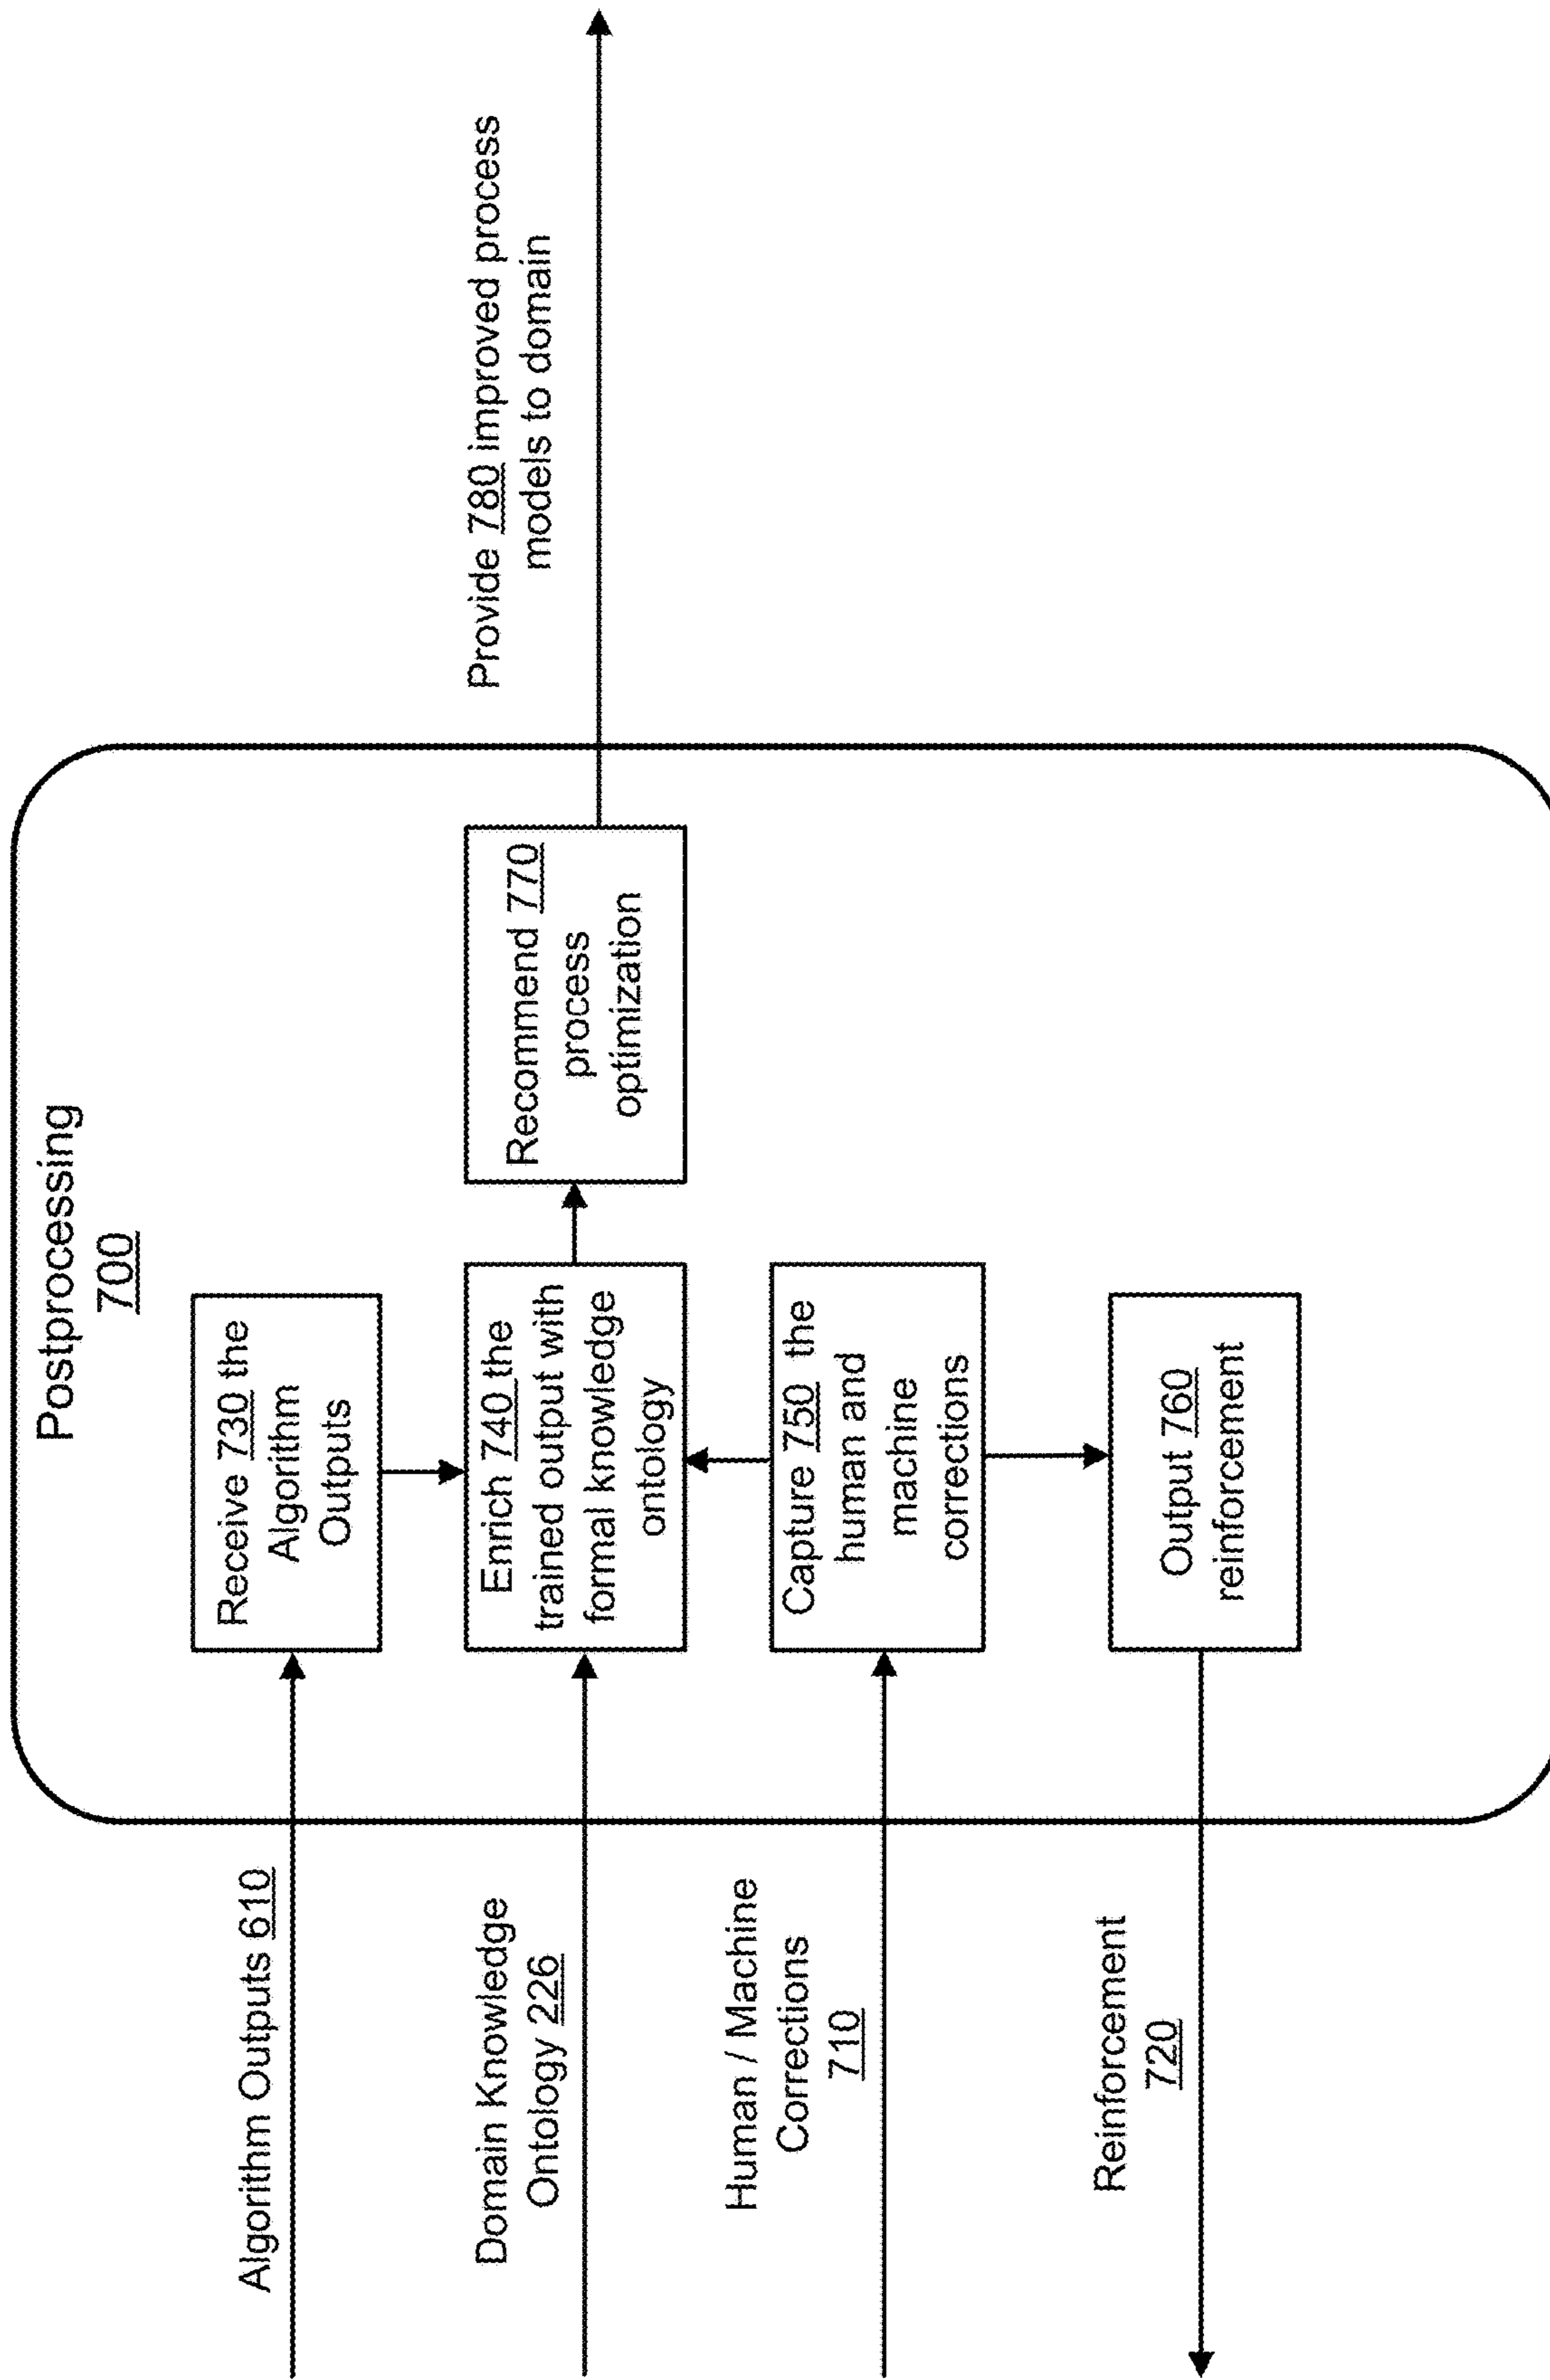 Postprocessing
700
Algorithm Outputs 610
Receive 730 the
Algorithm
Outputs
Domain Knowledge
Ontology 226
Enrich 740 the
trained output with
formal knowledge
ontology
Recommend 770
process
optimization
Provide 780 improved process
models to domain
Human / Machine
Corrections
710
Capture 750 the
human and
machine
corrections
Reinforcement
720
Output 760
reinforcement